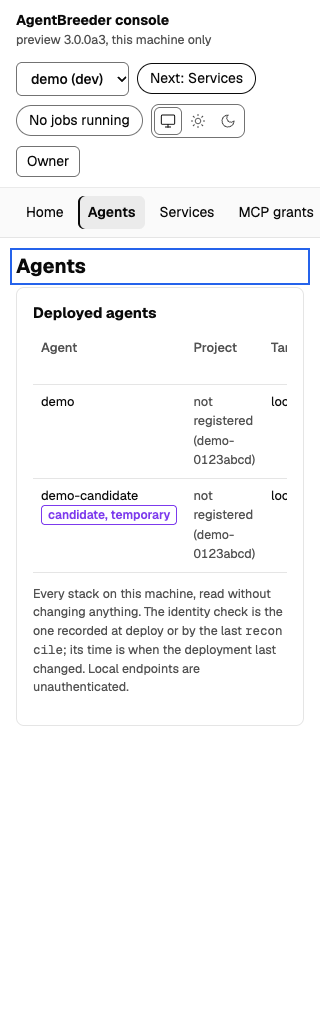 AgentBreeder console
preview 3.0.0a3, this machine only
demo (dev)
Next: Services
No jobs running
Owner
Home Agents Services MCP grants
Agents
Deployed agents
Agent Project
demo not
registered
(demo-
0123abcd)
demo-candidate not
candidate, temporary registered
(demo-
0123abcd)
Every stack on this machine, read without
changing anything. The identity check is the
one recorded at deploy or by the last recon
cile; its time is when the deployment last
changed. Local endpoints are
unauthenticated.